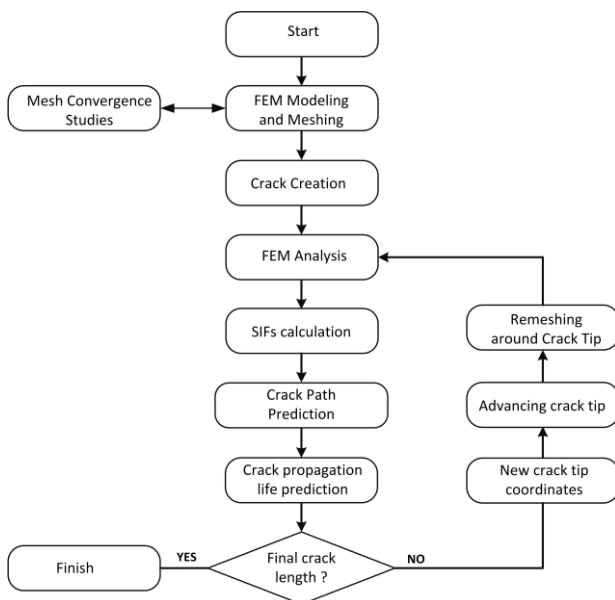 Start
Mesh Convergence
Studies
FEM Modeling
and Meshing
Crack Creation
FEM Analysis
SIFs calculation
Remeshing
around Crack Tip
Crack Path
Prediction
Advancing crack tip
Crack propagation
life prediction
New crack tip
coordinates
Finish
YES
Final crack
length ?
NO